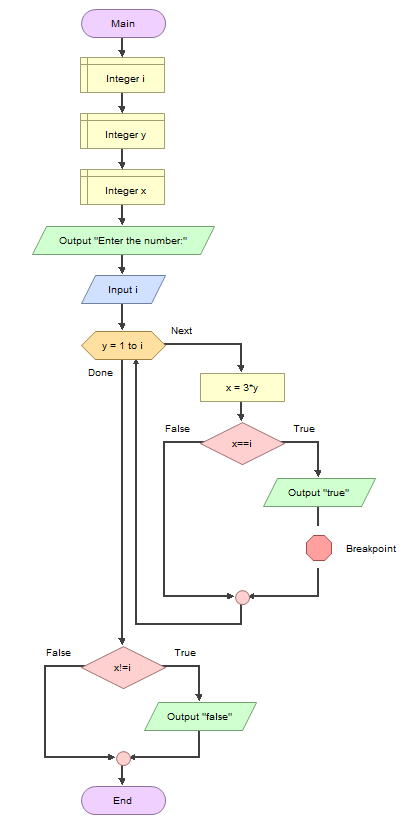 Main
Integer i
Integer y
Integer x
Output "Enter the number:"
Input i
y = 1 to i
Next
Done
x = 3*y
False
True
x==i
Output "true"
Breakpoint
False
True
x!=i
Output "false"
End